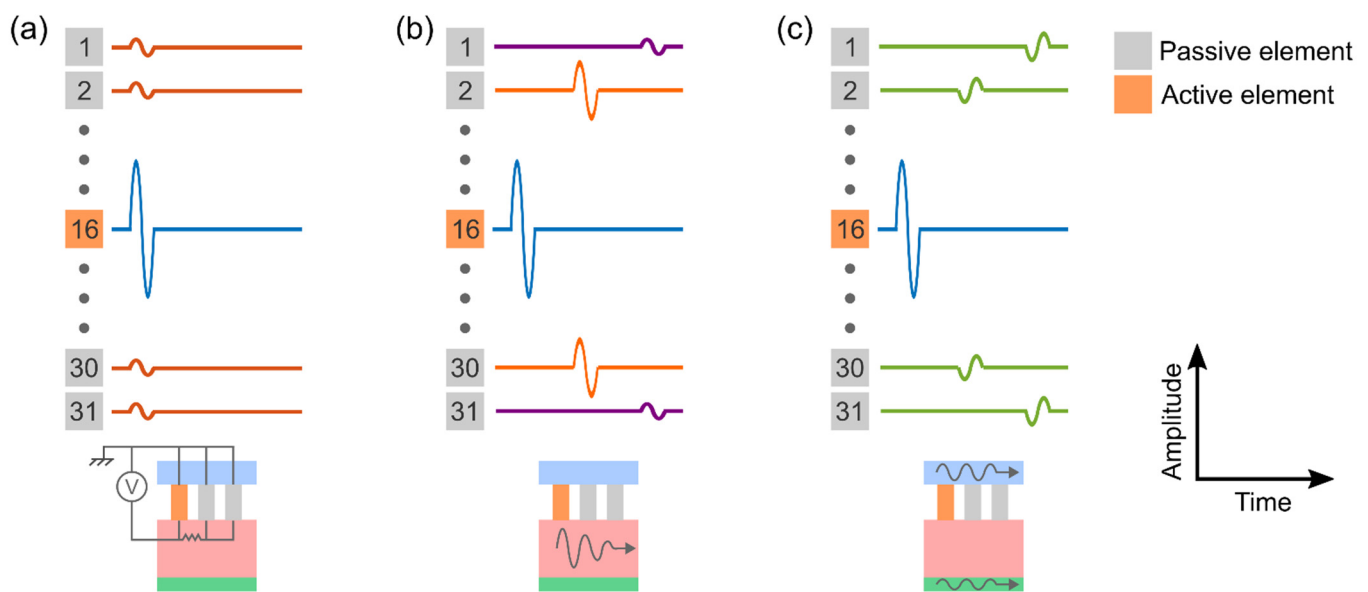 (a)
1
2
16
30
31
V
(b)
1
2
16
30
31
(c)
1
2
16
30
31
Passive element
Active element
Amplitude
Time